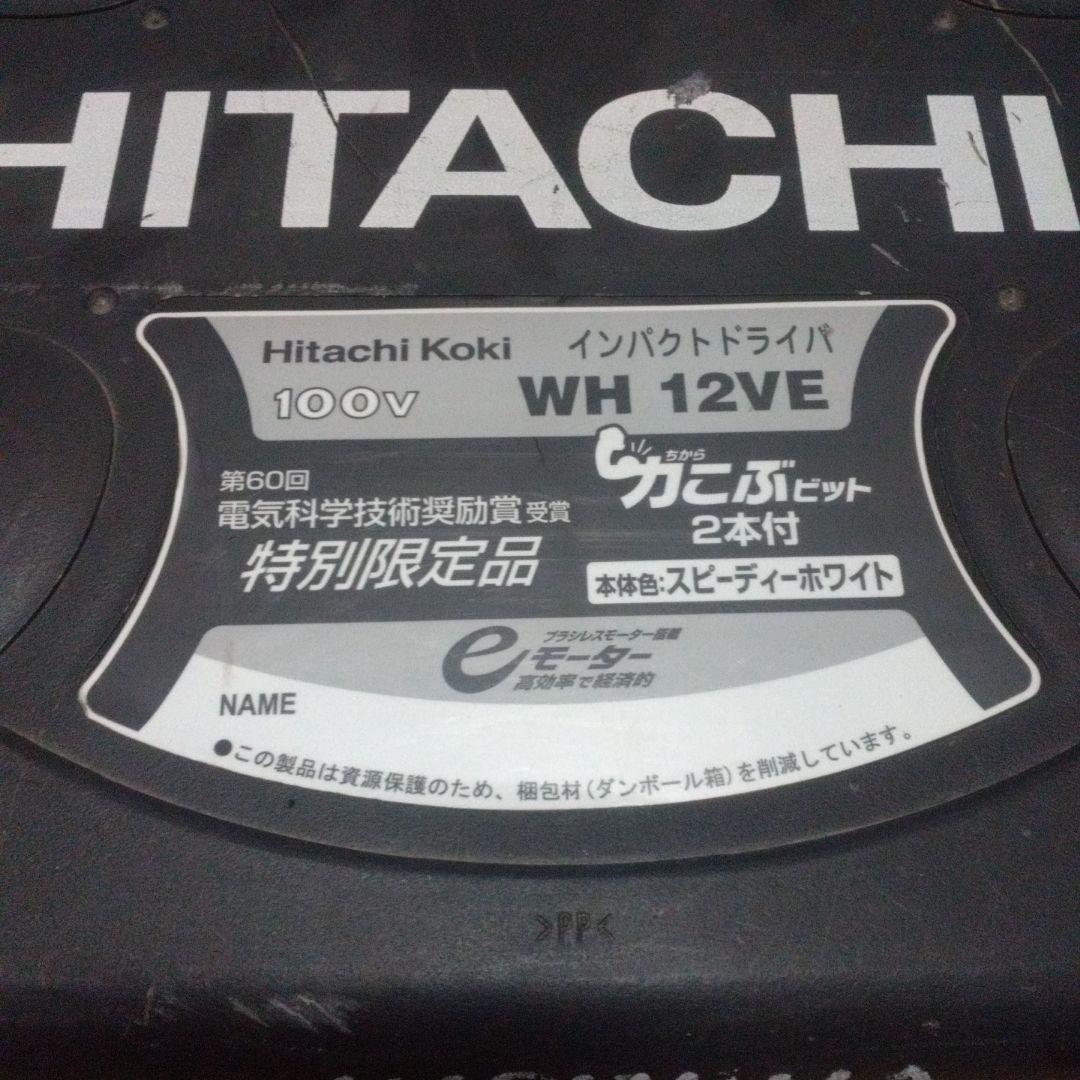 HITACHI
Hitachi Koki インパクトドライバ
100V WH 12VE
第60回
電気科学技術奨励賞受賞
特別限定品
ちから
力こぶビット
2本付
本体色:スピーディーホワイト
ブラシレスモーター搭載
eモーター
高効率で経済的
NAME
●この製品は資源保護のため、梱包材(ダンボール箱)を削減しています。
>PP<